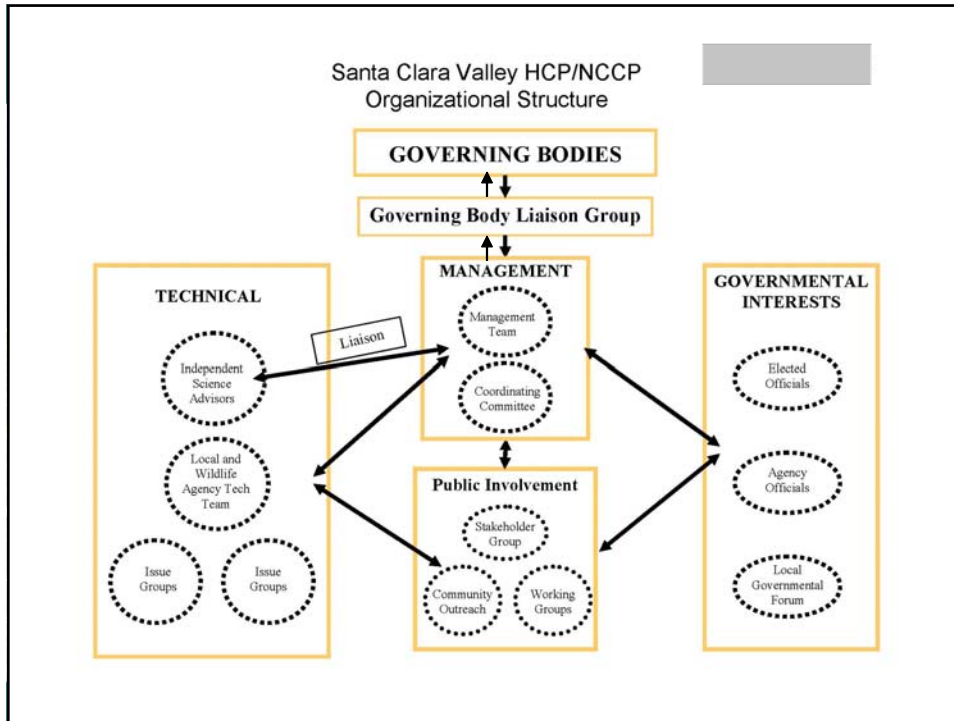 Santa Clara Valley HCP/NCCP
Organizational Structure
GOVERNING BODIES
Governing Body Liaison Group
MANAGEMENT
Management
Team
Coordinating
Committee
TECHNICAL
Liaison
Independent
Science
Advisors
Local and
Wildlife
Agency Tech
Team
Issue
Groups
Issue
Groups
Public Involvement
Stakeholder
Group
Community
Outreach
Working
Groups
GOVERNMENTAL
INTERESTS
Elected
Officials
Agency
Officials
Local
Governmental
Forum